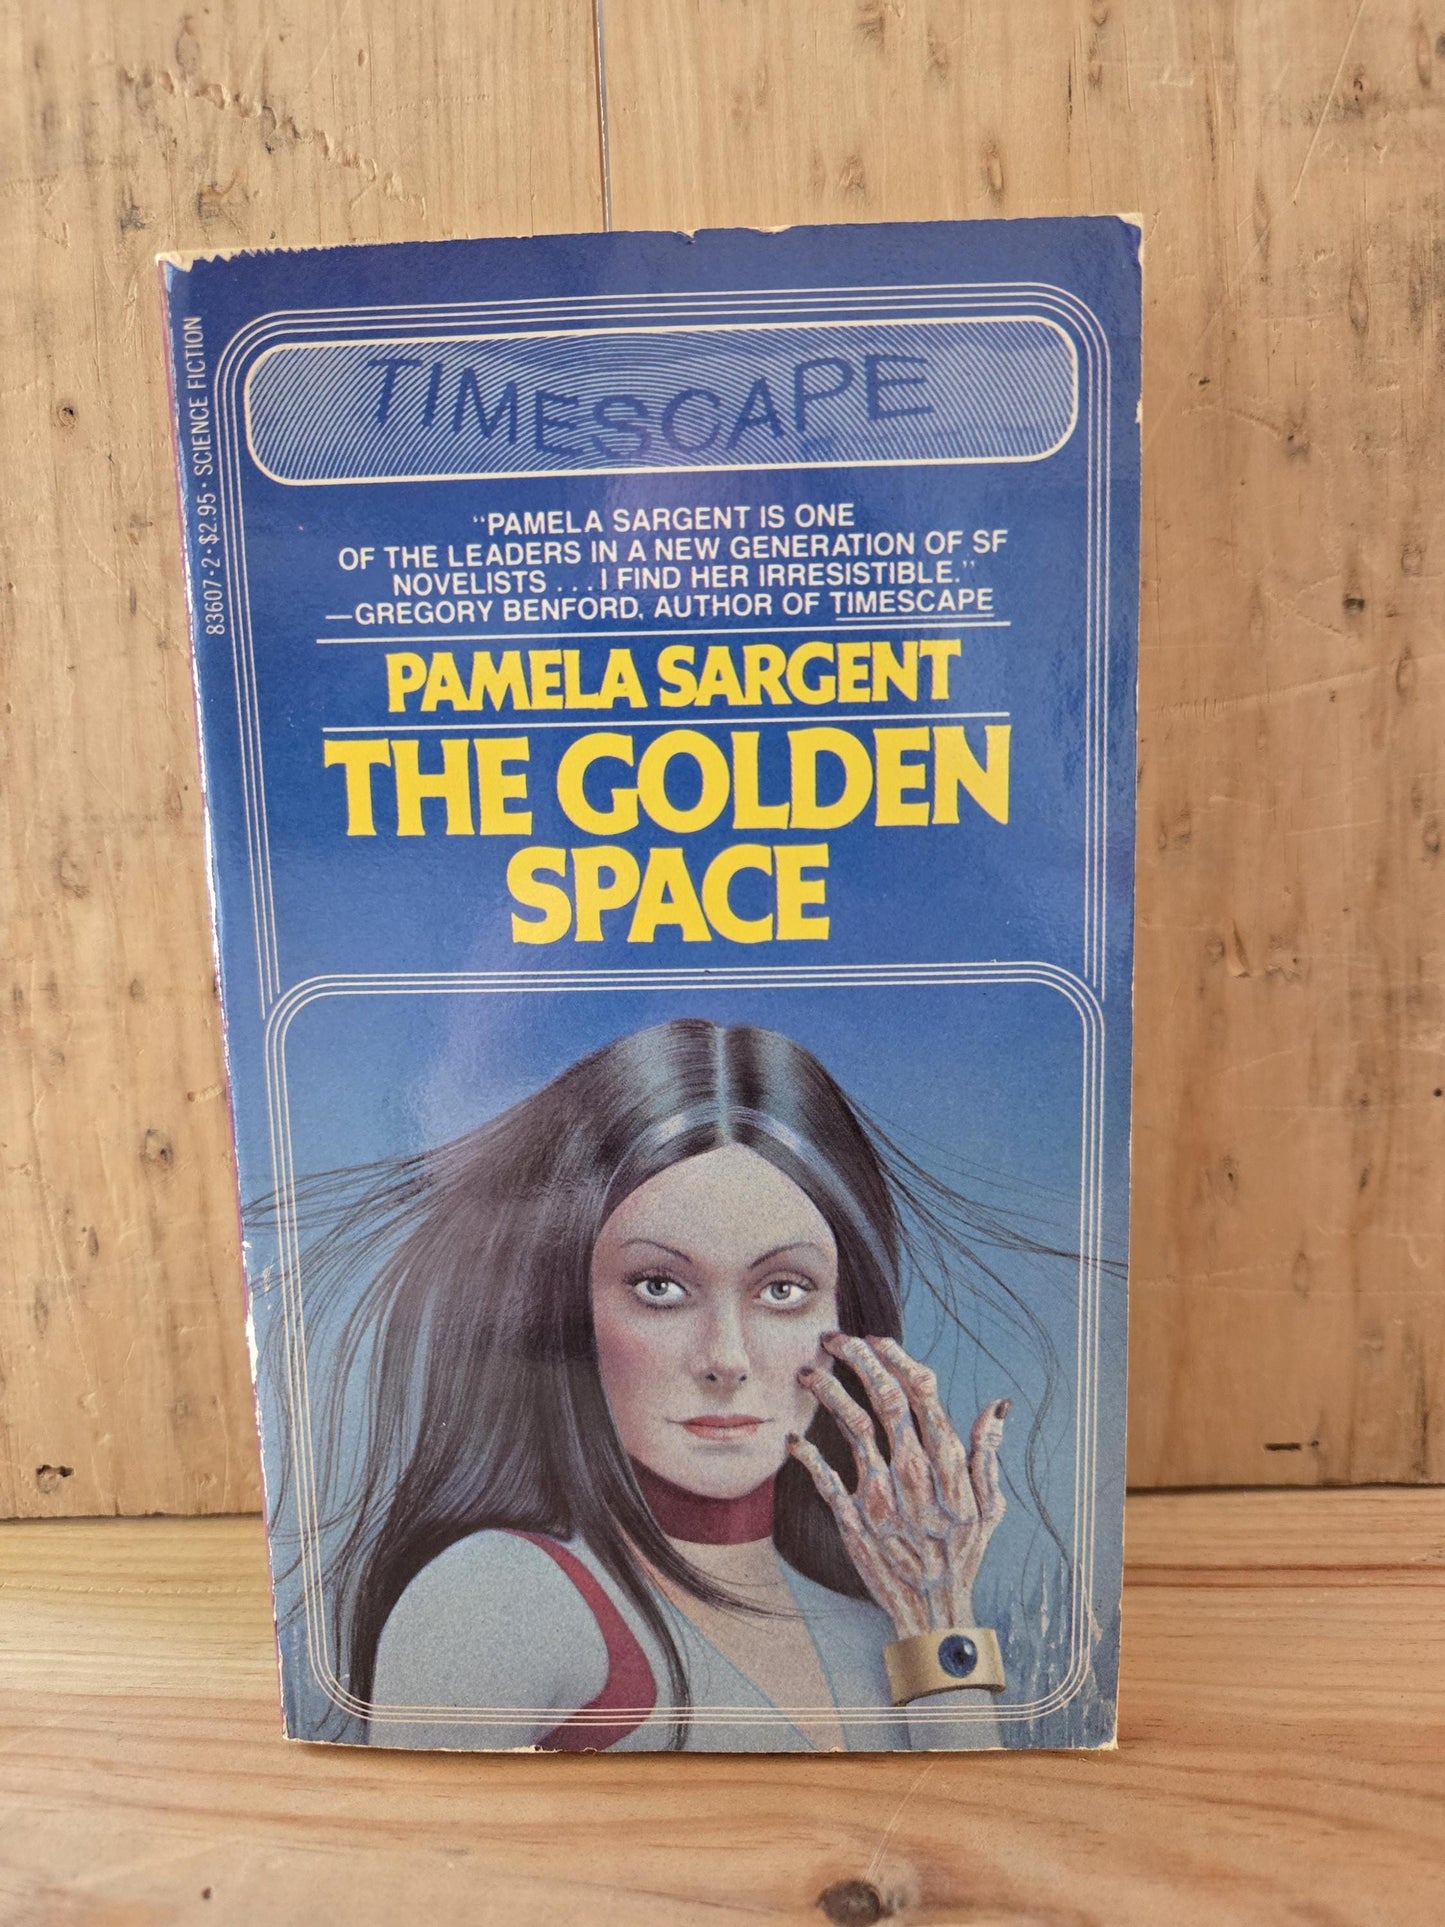 83607-2•$2.95•SCIENCE FICTION
TIMESCAPE
"PAMELA SARGENT IS ONE
OF THE LEADERS IN A NEW GENERATION OF SF
NOVELISTS ... I FIND HER IRRESISTIBLE."
—GREGORY BENFORD, AUTHOR OF TIMESCAPE
PAMELA SARGENT
THE GOLDEN
SPACE